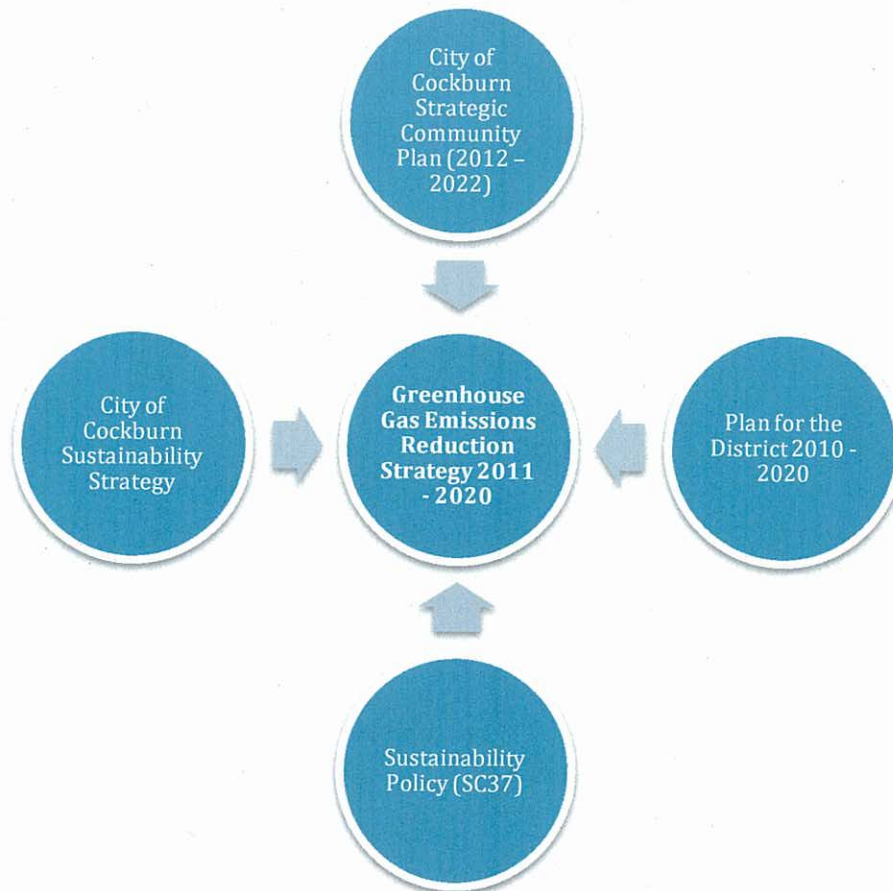 City of
Cockburn
Strategic
Community
Plan (2012 –
2022)
City of
Cockburn
Sustainability
Strategy
Greenhouse
Gas Emissions
Reduction
Strategy 2011
- 2020
Plan for the
District 2010 -
2020
Sustainability
Policy (SC37)